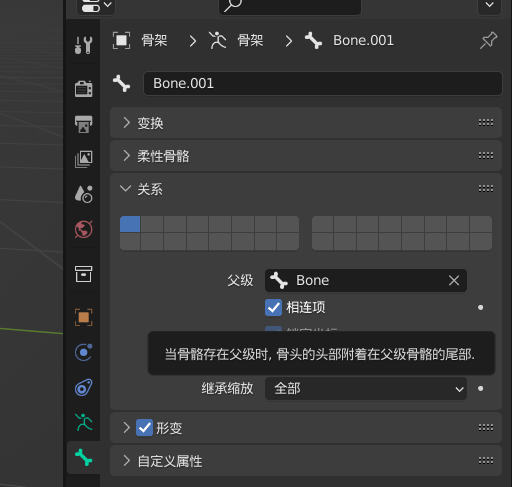 骨架 > 骨架 > Bone.001
Bone.001
变换
柔性骨骼
关系
父级 Bone
相连项
当骨骼存在父级时, 骨头的头部附着在父级骨骼的尾部.
继承缩放 全部
形变
自定义属性